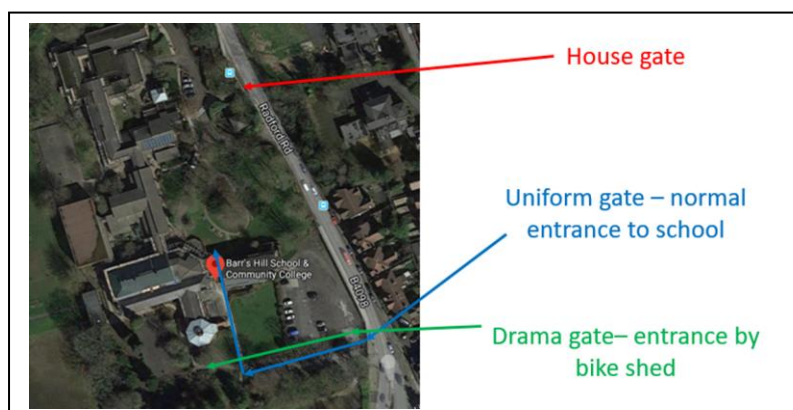 House gate
Radford Rd
Uniform gate – normal
entrance to school
Barr's Hill School &
Community College
B4098
Drama gate– entrance by
bike shed